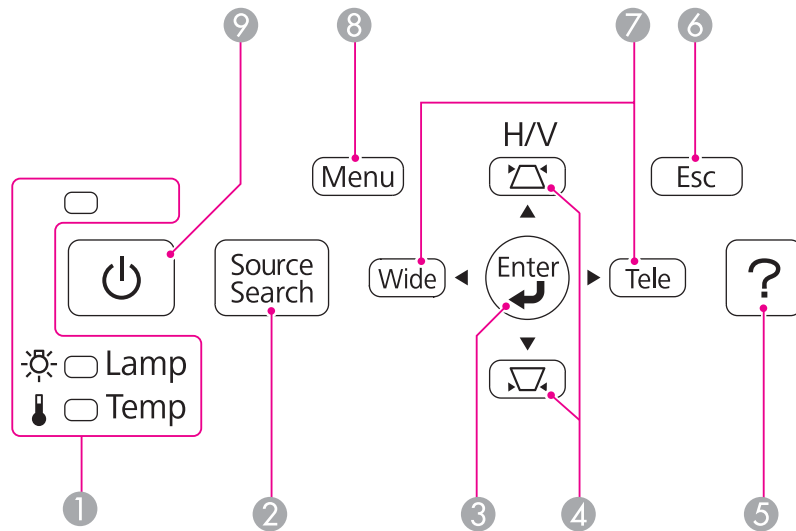 9
8
7
6
H/V
Menu
Esc
Source
Search
Wide
Enter
Tele
?
Lamp
Temp
1
2
3
4
5